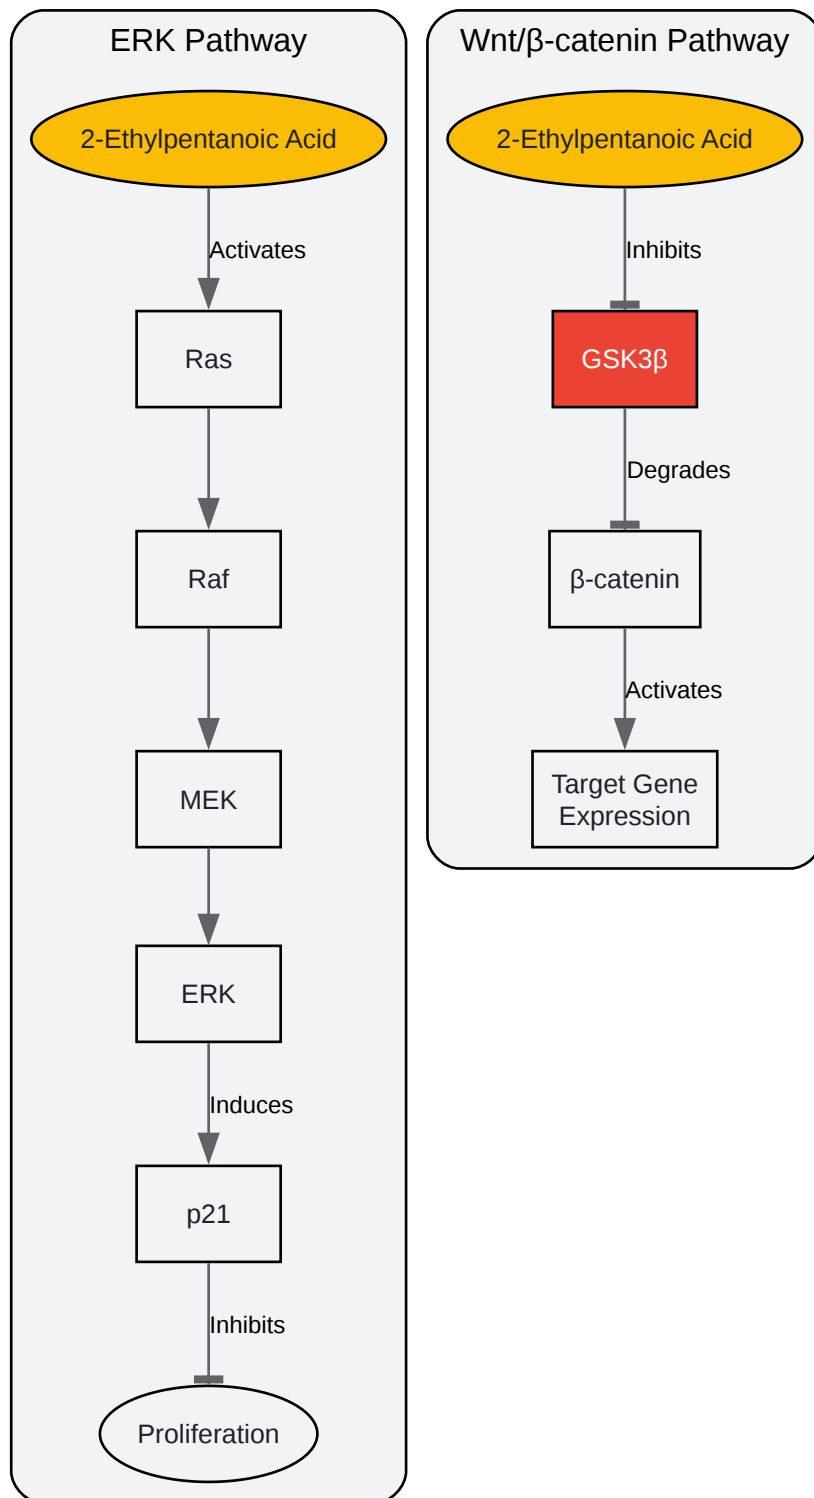 ERK Pathway
2-Ethylpentanoic Acid
Activates
Ras
Raf
MEK
ERK
Induces
p21
Inhibits
Proliferation
Wnt/β-catenin Pathway
2-Ethylpentanoic Acid
Inhibits
GSK3β
Degrades
β-catenin
Activates
Target Gene
Expression